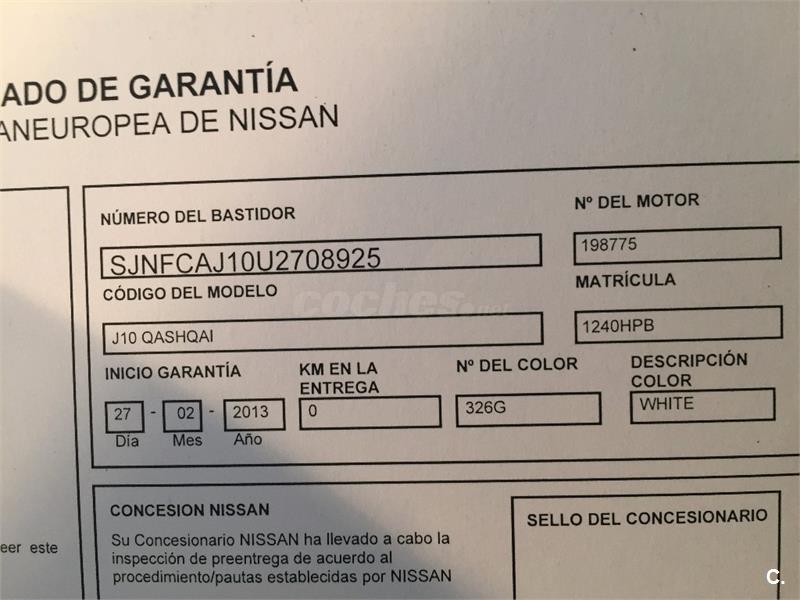 ADO DE GARANTÍA
ANEUROPEA DE NISSAN
NÚMERO DEL BASTIDOR
Nº DEL MOTOR
SJNFCAJ10U2708925
198775
CÓDIGO DEL MODELO
MATRÍCULA
coches.net
J10 QASHQAI
1240HPB
INICIO GARANTÍA
KM EN LA
ENTREGA
Nº DEL COLOR
DESCRIPCIÓN
COLOR
27 - 02 - 2013
0
326G
WHITE
Día Mes Año
CONCESION NISSAN
SELLO DEL CONCESIONARIO
Su Concesionario NISSAN ha llevado a cabo la
inspección de preentrega de acuerdo al
procedimiento/pautas establecidas por NISSAN
eer este
C.